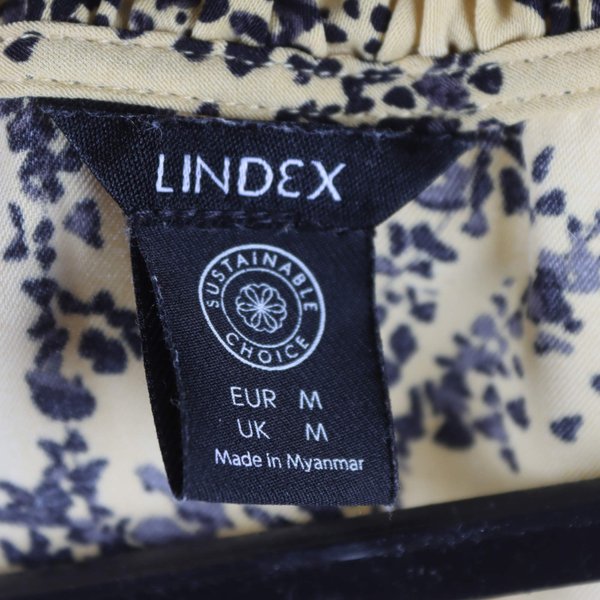 LINDEX
SUSTAINABLE
CHOICE
EUR M
UK M
Made in Myanmar